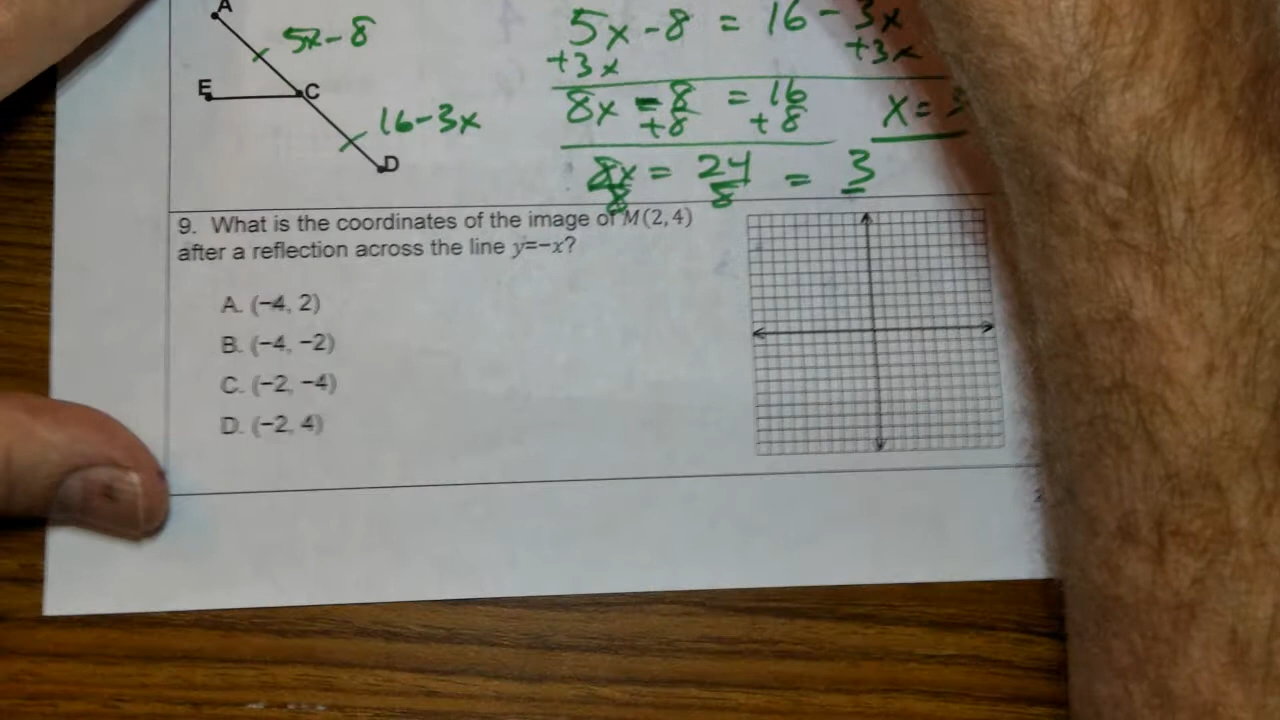 A
5x-8
E
C
16-3x
D
5x-8 = 16-3x
+3x +3x
8x -8 = 16
+8 +8
8x = 24 = 3
8 8
x=
9. What is the coordinates of the image of M(2,4)
after a reflection across the line y=−x?
A. (−4, 2)
B. (−4, −2)
C. (−2, −4)
D. (−2, 4)